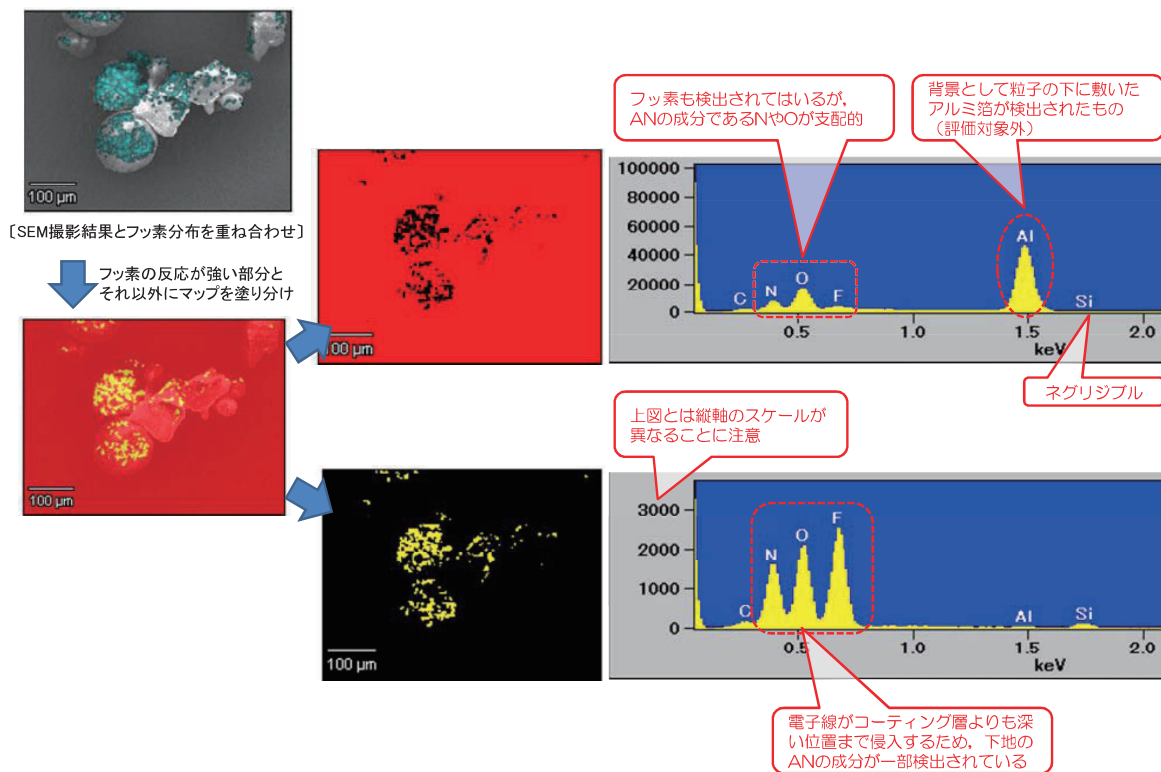 100 μm
〔SEM撮影結果とフッ素分布を重ね合わせ〕
フッ素の反応が強い部分と
それ以外にマップを塗り分け
100 μm
100 μm
フッ素も検出されてはいるが，
ANの成分であるNやOが支配的
背景として粒子の下に敷いた
アルミ箔が検出されたもの
（評価対象外）
100000
80000
60000
40000
20000
0
C
N
O
F
Al
Si
0.5
1.0
1.5
2.0
keV
ネグリジブル
上図とは縦軸のスケールが
異なることに注意
100 μm
3000
2000
1000
0
C
N
O
F
Al
Si
0.5
1.0
1.5
2.0
keV
電子線がコーティング層よりも深
い位置まで侵入するため，下地の
ANの成分が一部検出されている